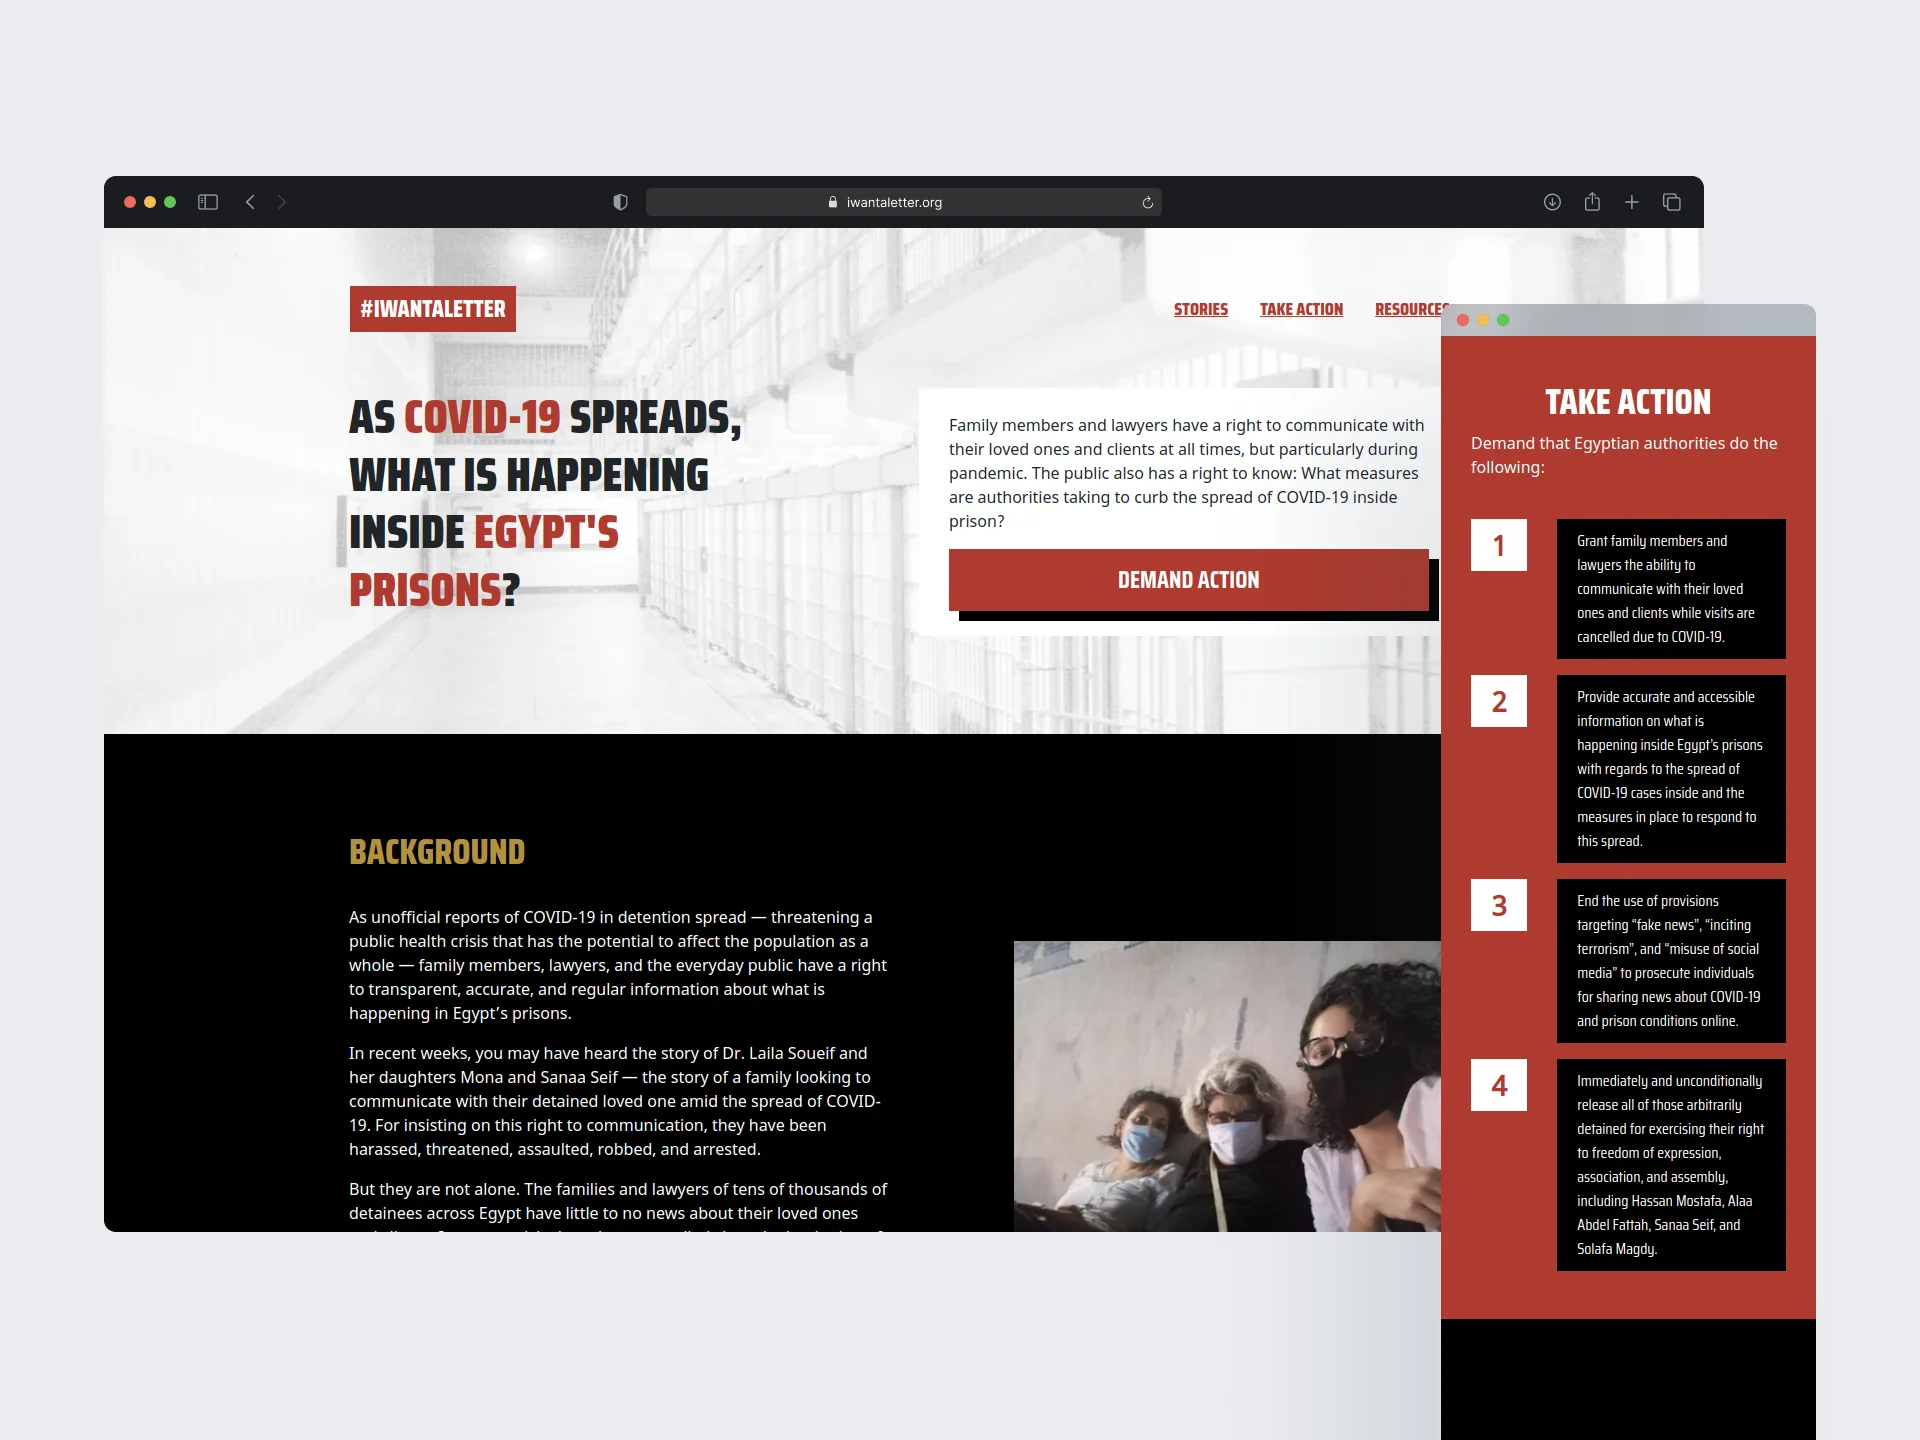 iwantaletter.org
#IWANTALETTER
STORIES
TAKE ACTION
RESOURCES
AS COVID-19 SPREADS,
WHAT IS HAPPENING
INSIDE EGYPT'S
PRISONS?
Family members and lawyers have a right to communicate with
their loved ones and clients at all times, but particularly during
pandemic. The public also has a right to know: What measures
are authorities taking to curb the spread of COVID-19 inside
prison?
DEMAND ACTION
BACKGROUND
As unofficial reports of COVID-19 in detention spread — threatening a
public health crisis that has the potential to affect the population as a
whole — family members, lawyers, and the everyday public have a right
to transparent, accurate, and regular information about what is
happening in Egypt’s prisons.
In recent weeks, you may have heard the story of Dr. Laila Soueif and
her daughters Mona and Sanaa Seif — the story of a family looking to
communicate with their detained loved one amid the spread of COVID-
19. For insisting on this right to communication, they have been
harassed, threatened, assaulted, robbed, and arrested.
But they are not alone. The families and lawyers of tens of thousands of
detainees across Egypt have little to no news about their loved ones
TAKE ACTION
Demand that Egyptian authorities do the
following:
1
Grant family members and
lawyers the ability to
communicate with their loved
ones and clients while visits are
cancelled due to COVID-19.
2
Provide accurate and accessible
information on what is
happening inside Egypt’s prisons
with regards to the spread of
COVID-19 cases inside and the
measures in place to respond to
this spread.
3
End the use of provisions
targeting “fake news”, “inciting
terrorism”, and “misuse of social
media” to prosecute individuals
for sharing news about COVID-19
and prison conditions online.
4
Immediately and unconditionally
release all of those arbitrarily
detained for exercising their right
to freedom of expression,
association, and assembly,
including Hassan Mostafa, Alaa
Abdel Fattah, Sanaa Seif, and
Solafa Magdy.